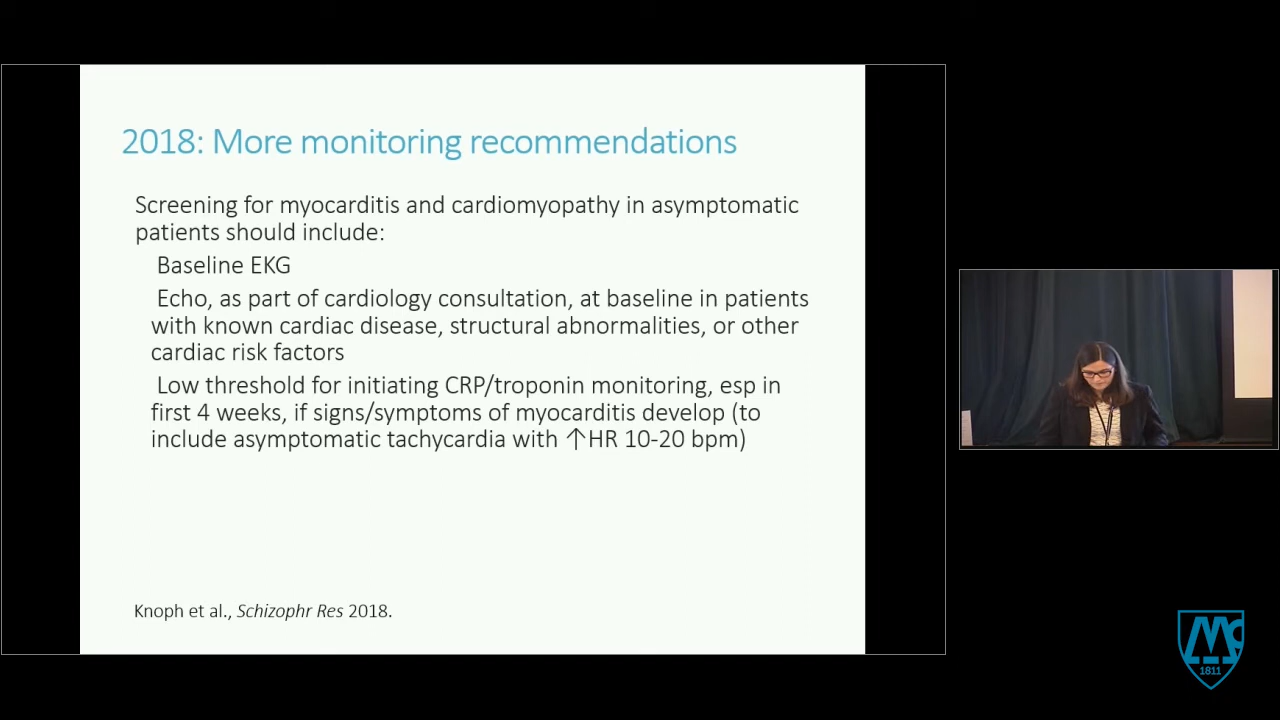 2018: More monitoring recommendations
Screening for myocarditis and cardiomyopathy in asymptomatic
patients should include:
Baseline EKG
Echo, as part of cardiology consultation, at baseline in patients
with known cardiac disease, structural abnormalities, or other
cardiac risk factors
Low threshold for initiating CRP/troponin monitoring, esp in
first 4 weeks, if signs/symptoms of myocarditis develop (to
include asymptomatic tachycardia with ↑HR 10-20 bpm)
Knoph et al., Schizophr Res 2018.
1811